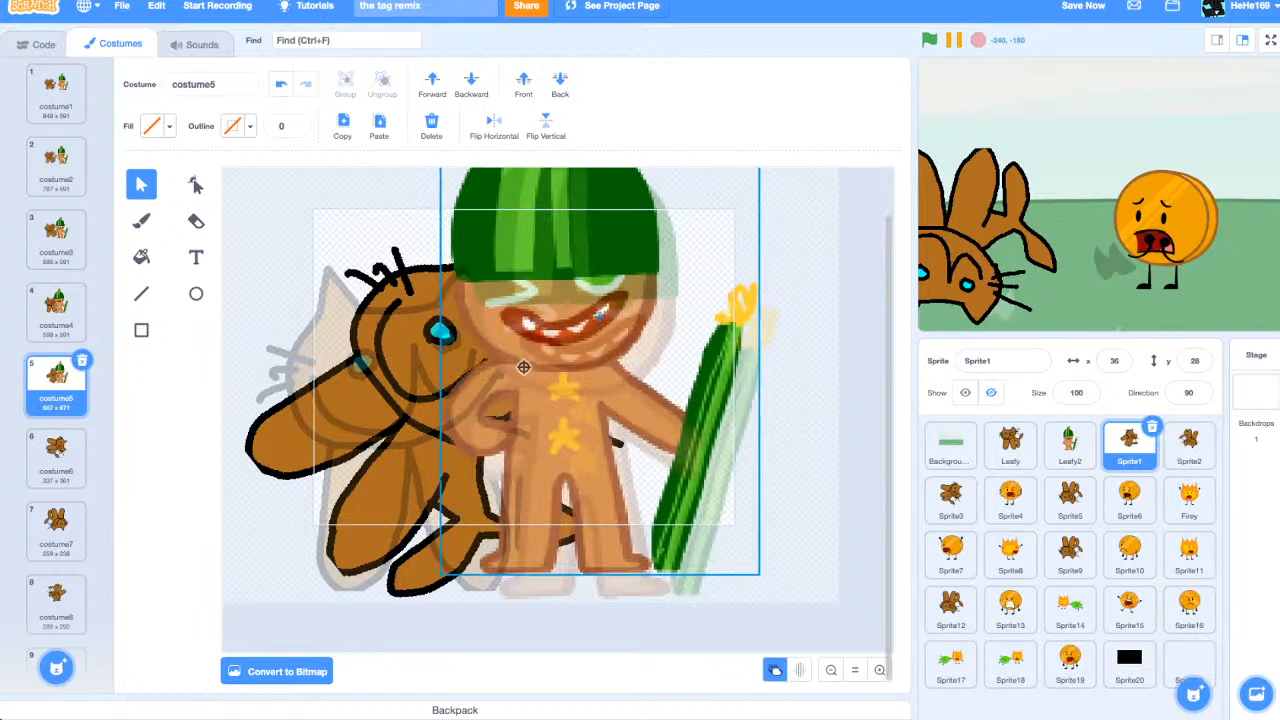 SCRATCH
File
Edit
Start Recording
Tutorials
the tag remix
Share
See Project Page
Save Now
HeHe169
Code
Costumes
Sounds
Find
Find (Ctrl+F)
-240, -180
Costume
costume5
Group
Ungroup
Forward
Backward
Front
Back
Fill
Outline
0
Copy
Paste
Delete
Flip Horizontal
Flip Vertical
1
costume1
848 x 591
2
costume2
787 x 591
3
costume3
886 x 591
4
costume4
5
costume5
6
costume6
337 x 361
7
costume7
259 x 238
8
costume8
9
T
Convert to Bitmap
Backpack
Sprite
Sprite1
x
36
y
28
Show
Size
100
Direction
90
Stage
Backdrops
1
Backgrou...
Leafy
Leafy2
Sprite1
Sprite2
Sprite3
Sprite4
Sprite5
Sprite6
Firey
Sprite7
Sprite8
Sprite9
Sprite10
Sprite11
Sprite12
Sprite13
Sprite14
Sprite15
Sprite16
Sprite17
Sprite18
Sprite19
Sprite20